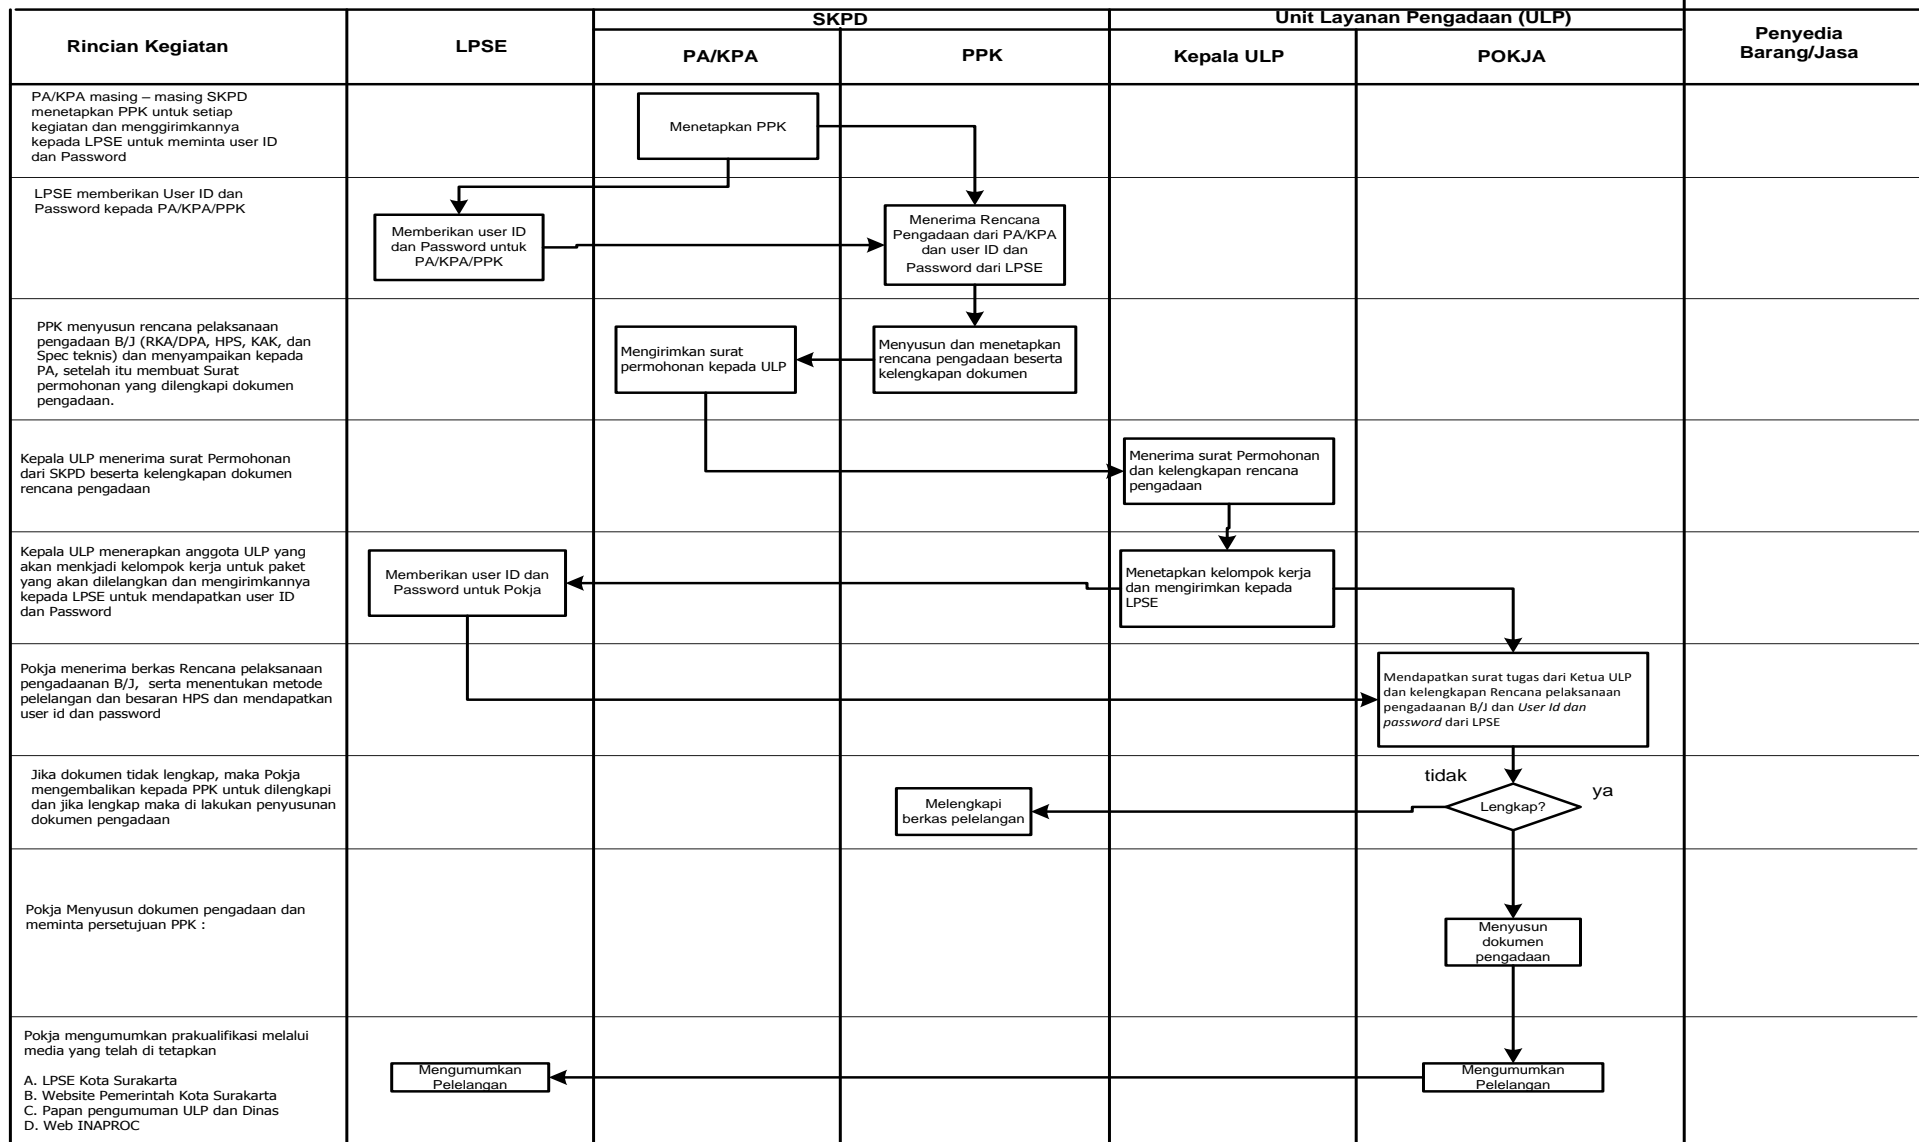 SKPD
Unit Layanan Pengadaan (ULP)
Rincian Kegiatan
LPSE
PA/KPA
PPK
Kepala ULP
POKJA
Penyedia
Barang/Jasa
PA/KPA masing – masing SKPD
menetapkan PPK untuk setiap
kegiatan dan menggirimkannya
kepada LPSE untuk meminta user ID
dan Password
Menetapkan PPK
LPSE memberikan User ID dan
Password kepada PA/KPA/PPK
Memberikan user ID
dan Password untuk
PA/KPA/PPK
Menerima Rencana
Pengadaan dari PA/KPA
dan user ID dan
Password dari LPSE
PPK menyusun rencana pelaksanaan
pengadaan B/J (RKA/DPA, HPS, KAK, dan
Spec teknis) dan menyampaikan kepada
PA, setelah itu membuat Surat
permohonan yang dilengkapi dokumen
pengadaan.
Mengirimkan surat
permohonan kepada ULP
Menyusun dan menetapkan
rencana pengadaan beserta
kelengkapan dokumen
Kepala ULP menerima surat Permohonan
dari SKPD beserta kelengkapan dokumen
rencana pengadaan
Menerima surat Permohonan
dan kelengkapan rencana
pengadaan
Kepala ULP menerapkan anggota ULP yang
akan menkjadi kelompok kerja untuk paket
yang akan dilelangkan dan mengirimkannya
kepada LPSE untuk mendapatkan user ID
dan Password
Memberikan user ID dan
Password untuk Pokja
Menetapkan kelompok kerja
dan mengirimkan kepada
LPSE
Pokja menerima berkas Rencana pelaksanaan
pengadaanan B/J, serta menentukan metode
pelelangan dan besaran HPS dan mendapatkan
user id dan password
Mendapatkan surat tugas dari Ketua ULP
dan kelengkapan Rencana pelaksanaan
pengadaanan B/J dan User Id dan
password dari LPSE
Jika dokumen tidak lengkap, maka Pokja
mengembalikan kepada PPK untuk dilengkapi
dan jika lengkap maka di lakukan penyusunan
dokumen pengadaan
Melengkapi
berkas pelelangan
tidak
Lengkap?
ya
Pokja Menyusun dokumen pengadaan dan
meminta persetujuan PPK :
Menyusun
dokumen
pengadaan
Pokja mengumumkan prakualifikasi melalui
media yang telah di tetapkan
A. LPSE Kota Surakarta
B. Website Pemerintah Kota Surakarta
C. Papan pengumuman ULP dan Dinas
D. Web INAPROC
Mengumumkan
Pelelangan
Mengumumkan
Pelelangan